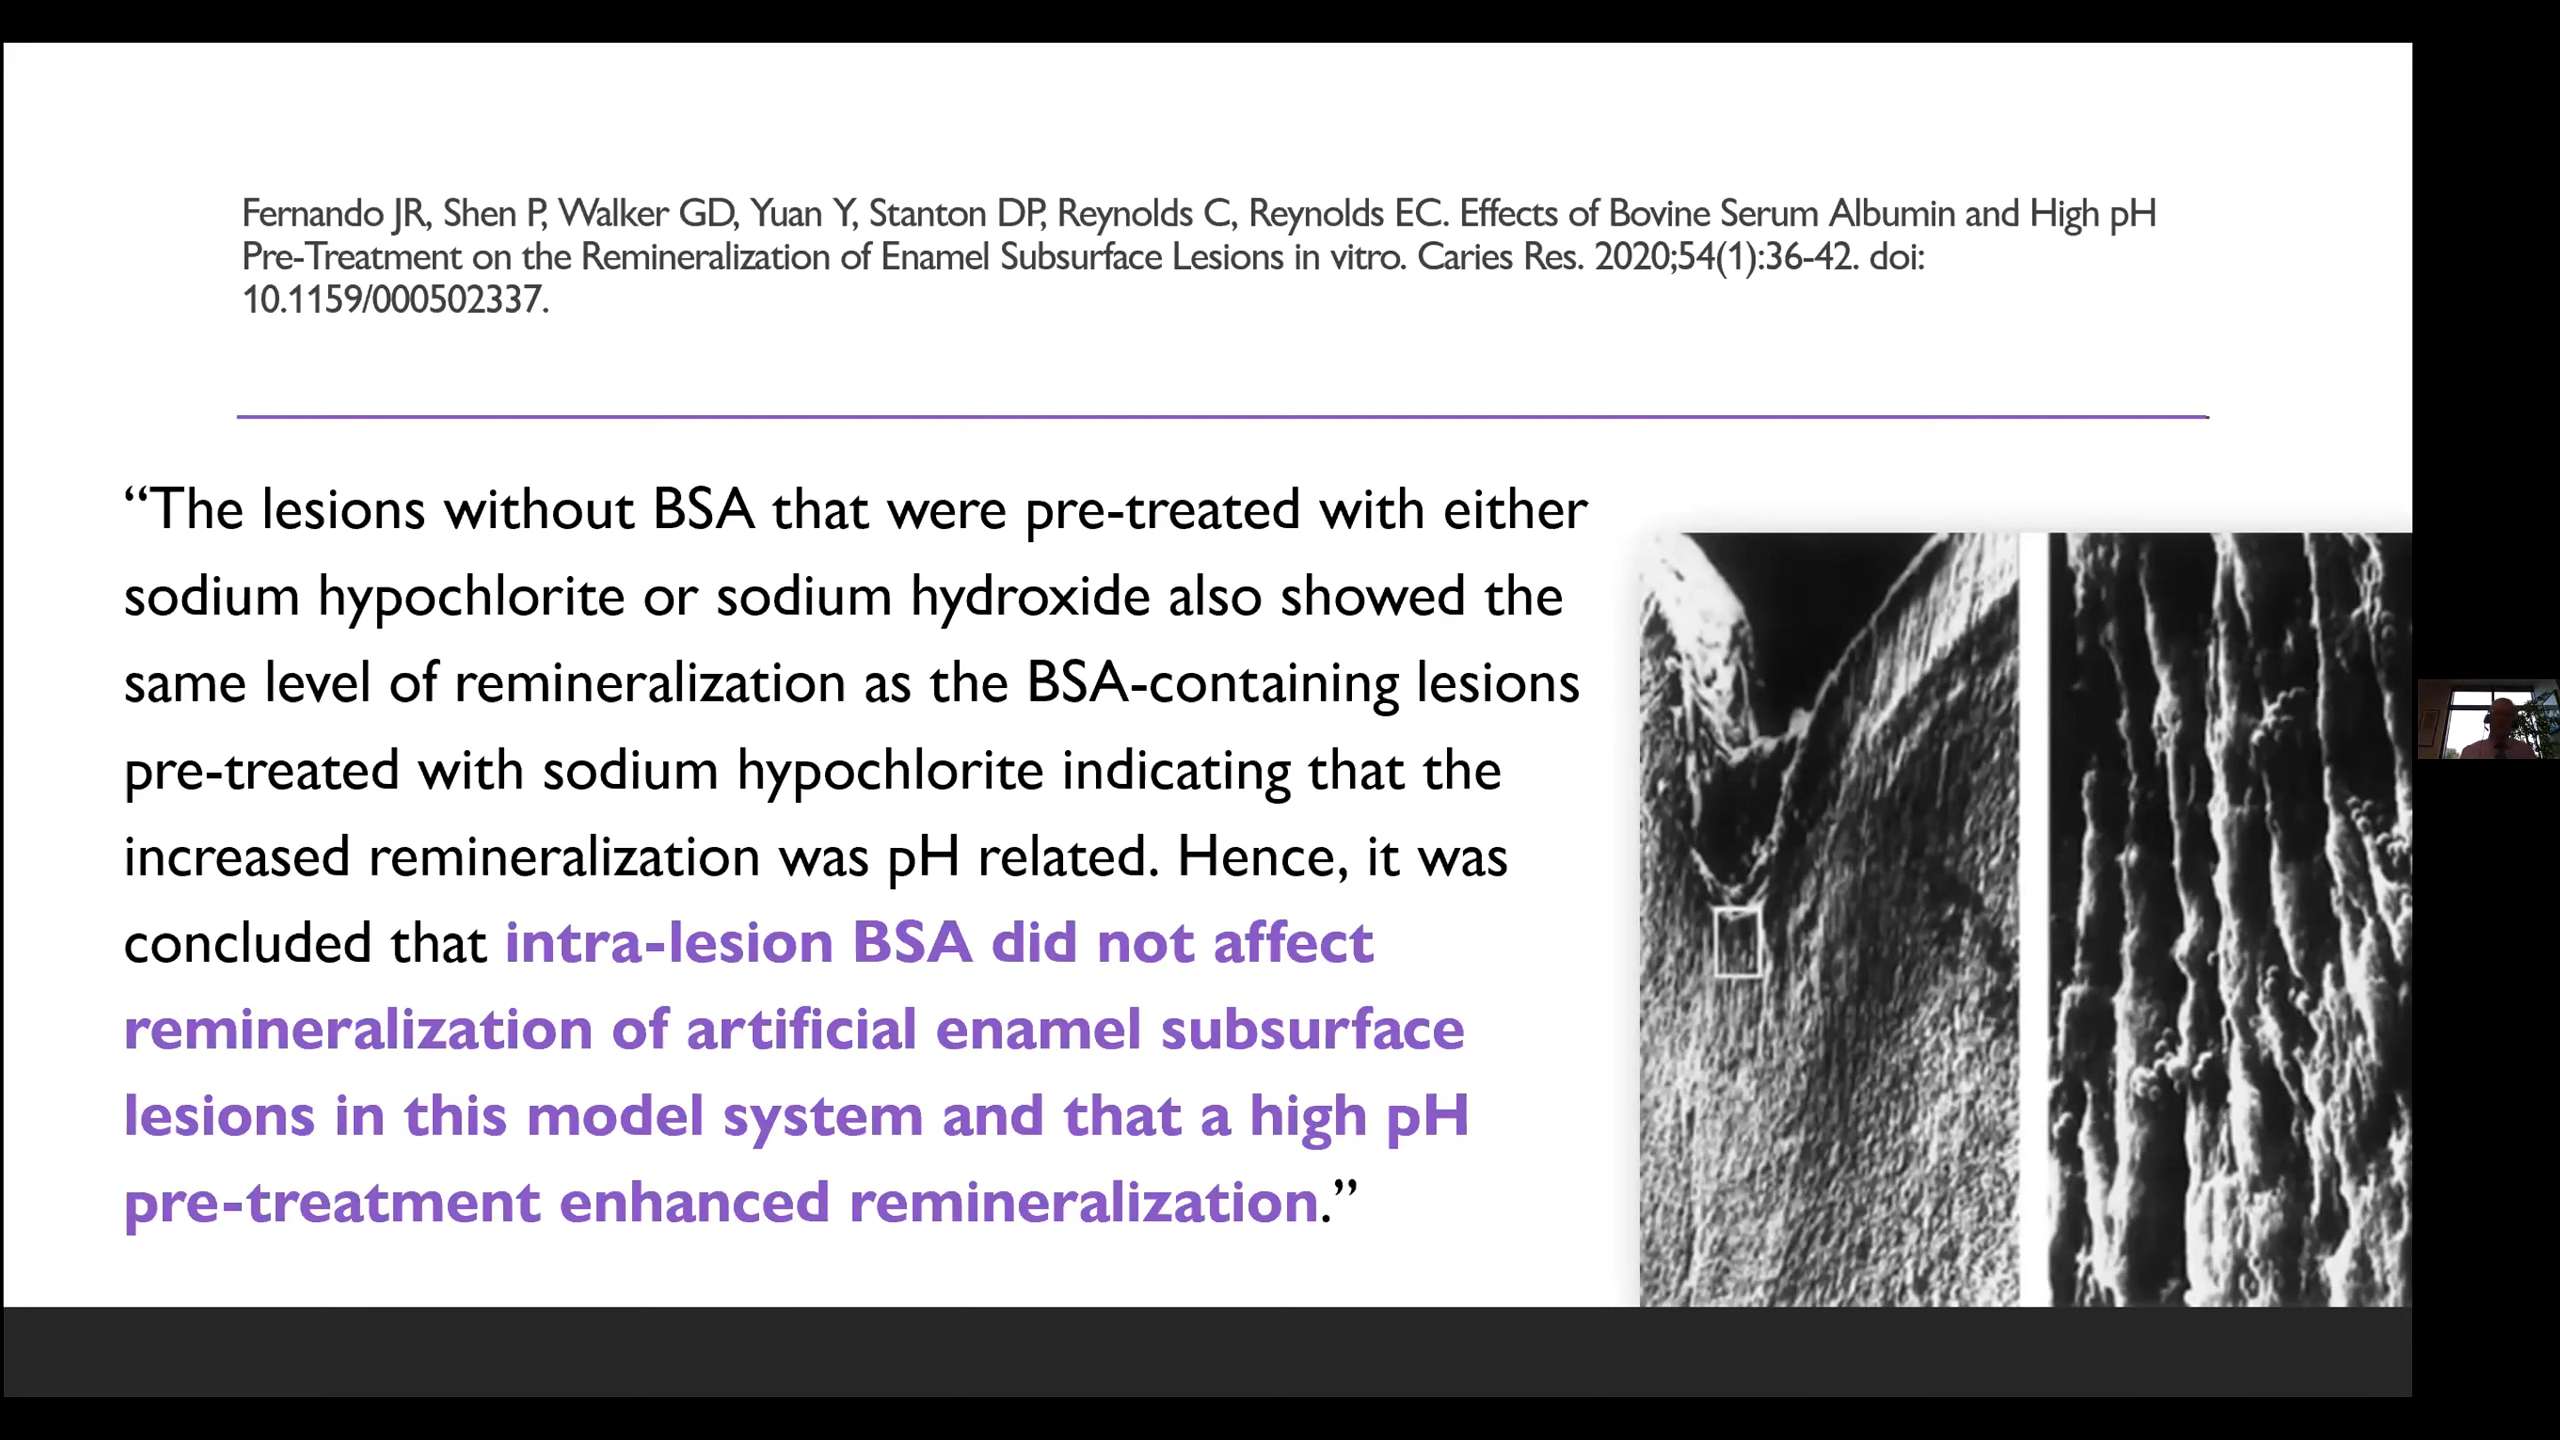 Fernando JR, Shen P, Walker GD, Yuan Y, Stanton DP, Reynolds C, Reynolds EC. Effects of Bovine Serum Albumin and High pH
Pre-Treatment on the Remineralization of Enamel Subsurface Lesions in vitro. Caries Res. 2020;54(1):36-42. doi:
10.1159/000502337.
“The lesions without BSA that were pre-treated with either
sodium hypochlorite or sodium hydroxide also showed the
same level of remineralization as the BSA-containing lesions
pre-treated with sodium hypochlorite indicating that the
increased remineralization was pH related. Hence, it was
concluded that intra-lesion BSA did not affect
remineralization of artificial enamel subsurface
lesions in this model system and that a high pH
pre-treatment enhanced remineralization.”